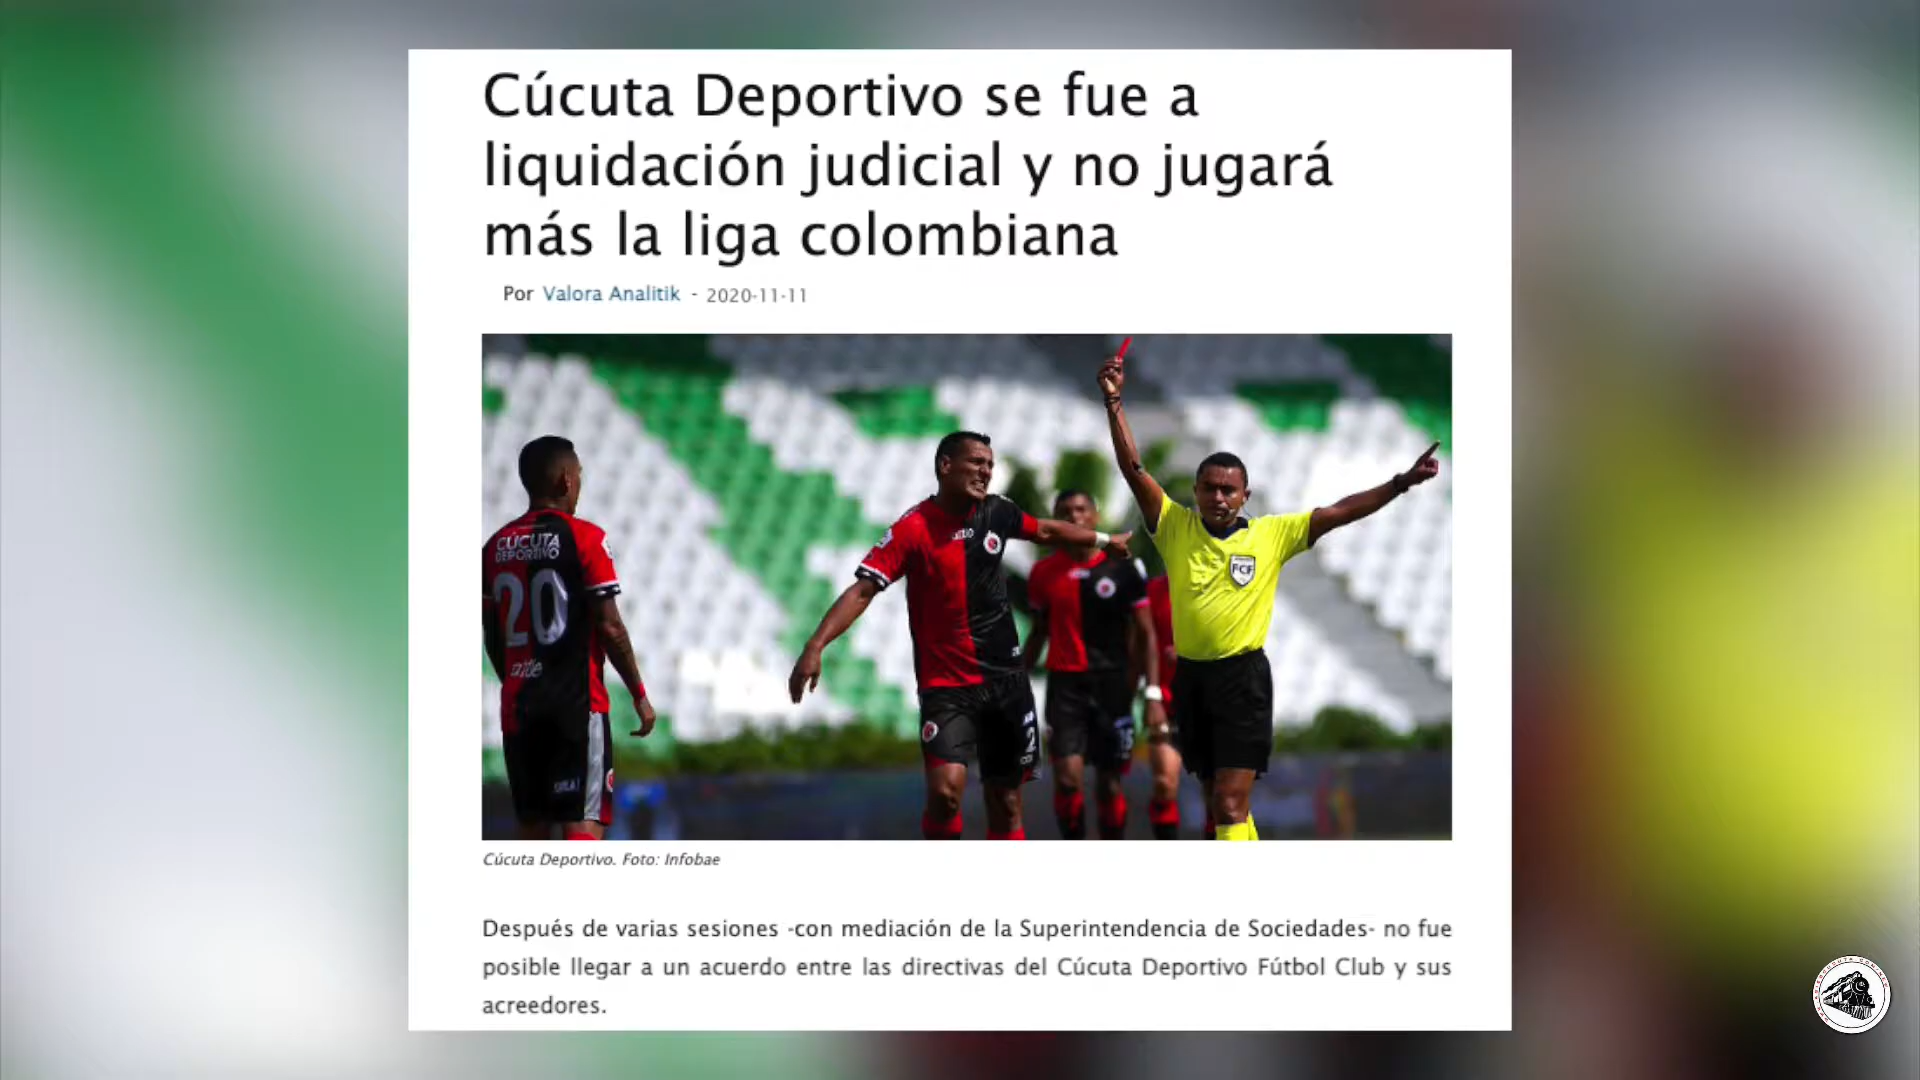 Cúcuta Deportivo se fue a
liquidación judicial y no jugará
más la liga colombiana
Por Valora Analitik - 2020-11-11
FCF
CÚCUTA
DEPORTIVO
20
Cúcuta Deportivo. Foto: Infobae
Después de varias sesiones -con mediación de la Superintendencia de Sociedades- no fue
posible llegar a un acuerdo entre las directivas del Cúcuta Deportivo Fútbol Club y sus
acreedores.